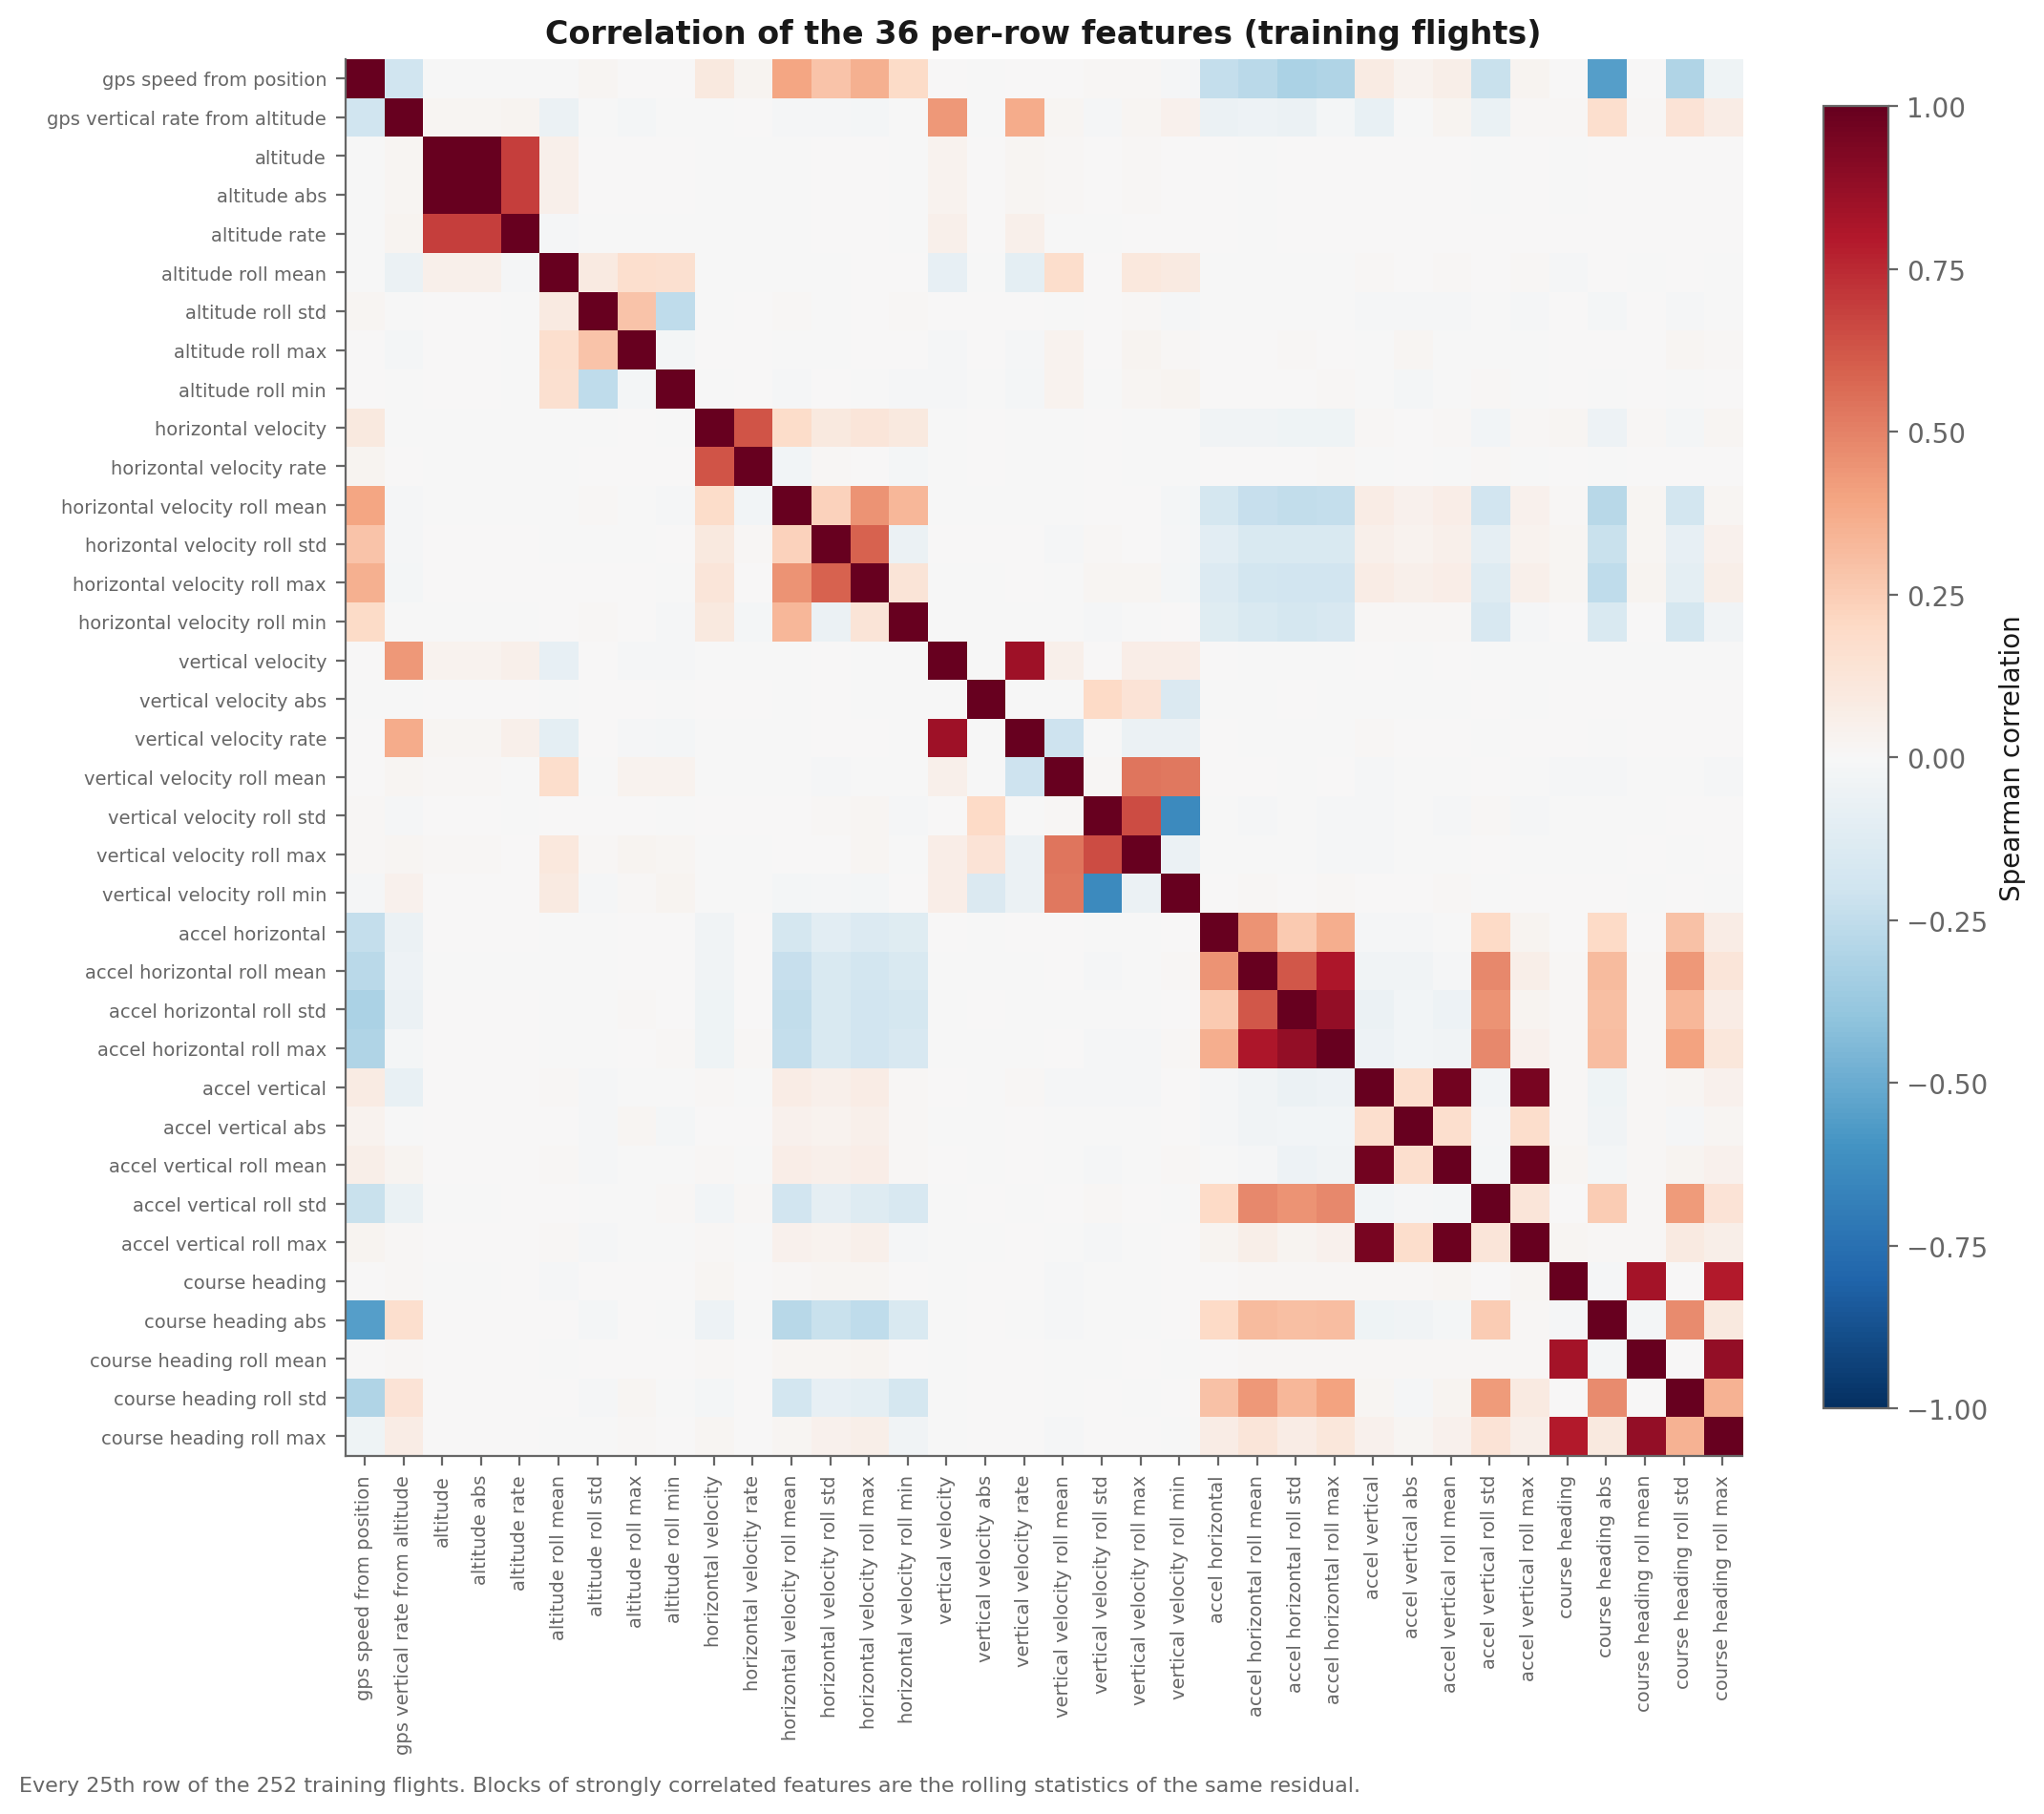 Correlation of the 36 per-row features (training flights)
gps speed from position
gps vertical rate from altitude
altitude
altitude abs
altitude rate
altitude roll mean
altitude roll std
altitude roll max
altitude roll min
horizontal velocity
horizontal velocity rate
horizontal velocity roll mean
horizontal velocity roll std
horizontal velocity roll max
horizontal velocity roll min
vertical velocity
vertical velocity abs
vertical velocity rate
vertical velocity roll mean
vertical velocity roll std
vertical velocity roll max
vertical velocity roll min
accel horizontal
accel horizontal roll mean
accel horizontal roll std
accel horizontal roll max
accel vertical
accel vertical abs
accel vertical roll mean
accel vertical roll std
accel vertical roll max
course heading
course heading abs
course heading roll mean
course heading roll std
course heading roll max
gps speed from position
gps vertical rate from altitude
altitude
altitude abs
altitude rate
altitude roll mean
altitude roll std
altitude roll max
altitude roll min
horizontal velocity
horizontal velocity rate
horizontal velocity roll mean
horizontal velocity roll std
horizontal velocity roll max
horizontal velocity roll min
vertical velocity
vertical velocity abs
vertical velocity rate
vertical velocity roll mean
vertical velocity roll std
vertical velocity roll max
vertical velocity roll min
accel horizontal
accel horizontal roll mean
accel horizontal roll std
accel horizontal roll max
accel vertical
accel vertical abs
accel vertical roll mean
accel vertical roll std
accel vertical roll max
course heading
course heading abs
course heading roll mean
course heading roll std
course heading roll max
1.00
0.75
0.50
0.25
0.00
−0.25
−0.50
−0.75
−1.00
Spearman correlation
Every 25th row of the 252 training flights. Blocks of strongly correlated features are the rolling statistics of the same residual.